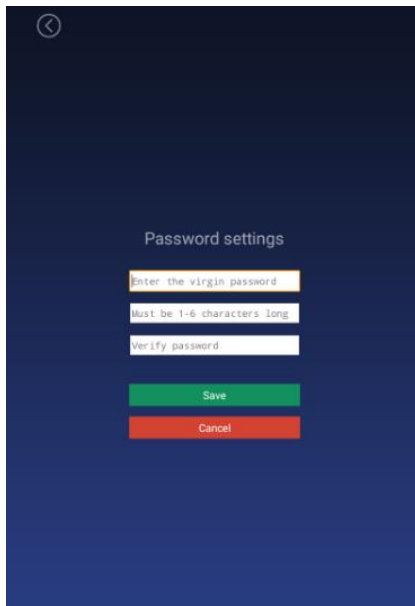 Password settings
Enter the virgin password
Must be 1-6 characters long
Verify password
Save
Cancel